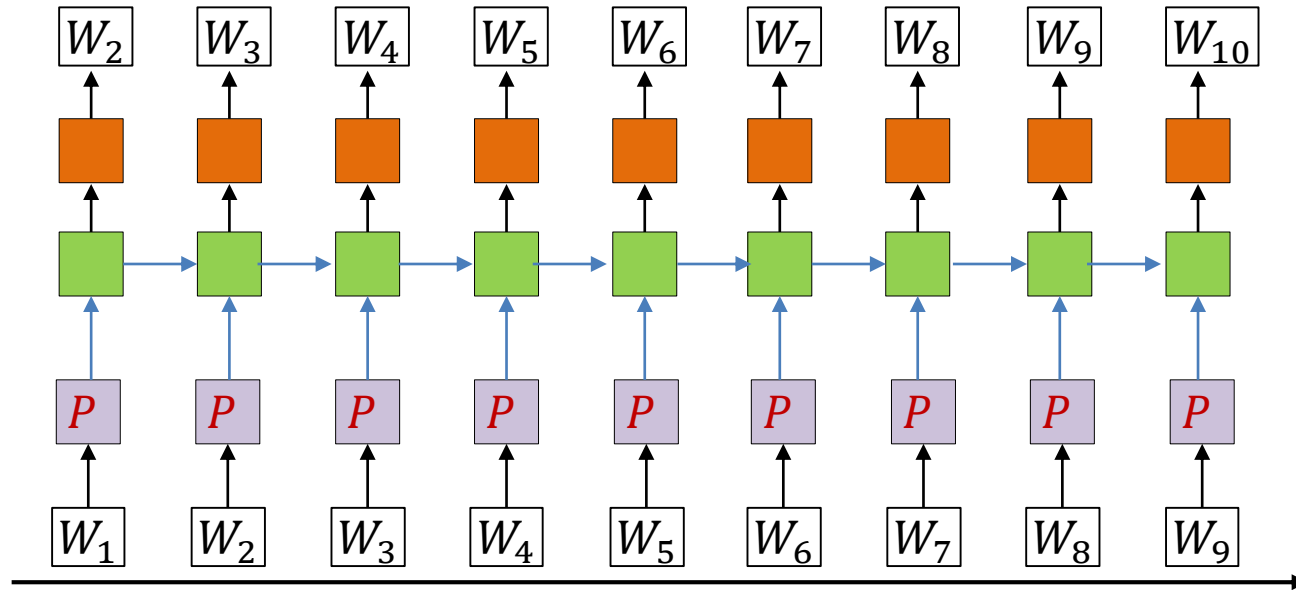 W₂ W₃ W₄ W₅ W₆ W₇ W₈ W₉ W₁₀
P P P P P P P P P
W₁ W₂ W₃ W₄ W₅ W₆ W₇ W₈ W₉